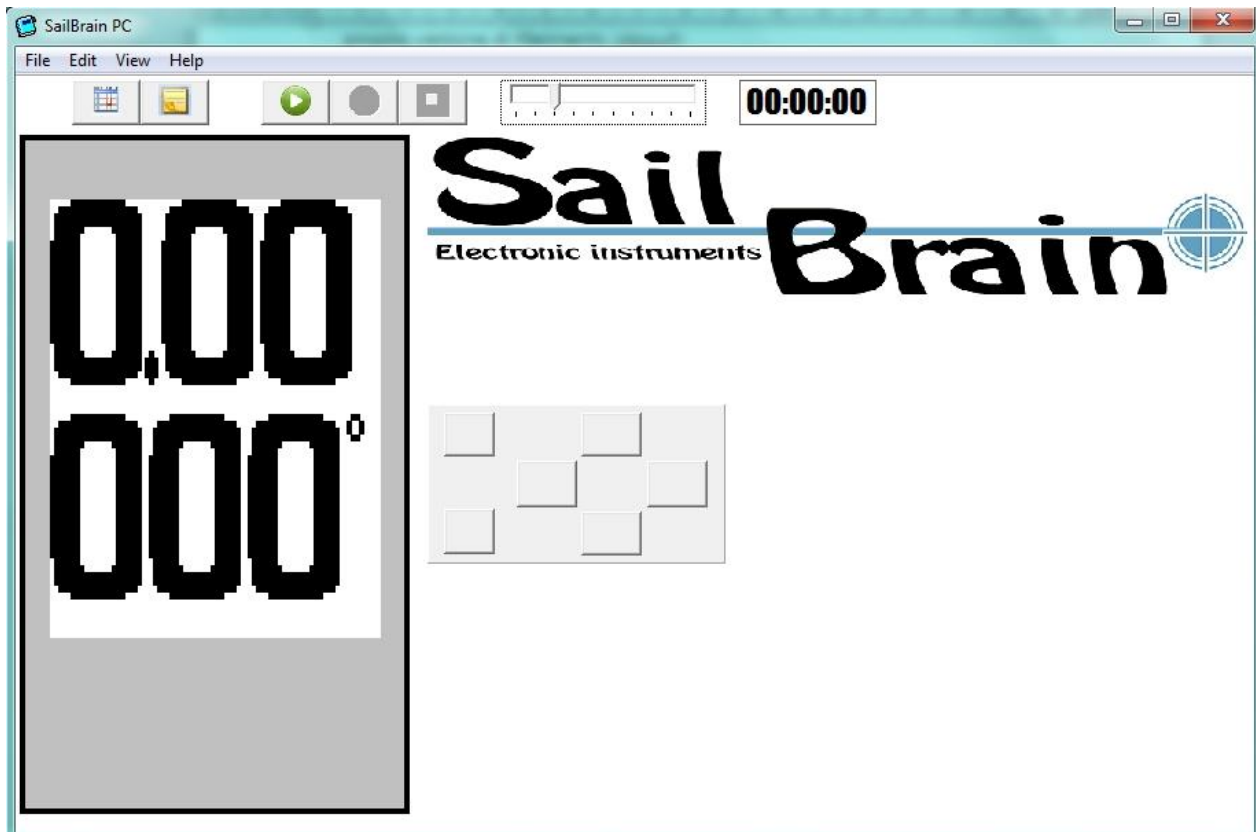 SailBrain PC
File Edit View Help
00:00:00
Sail
Brain
Electronic instruments
0.00
000°